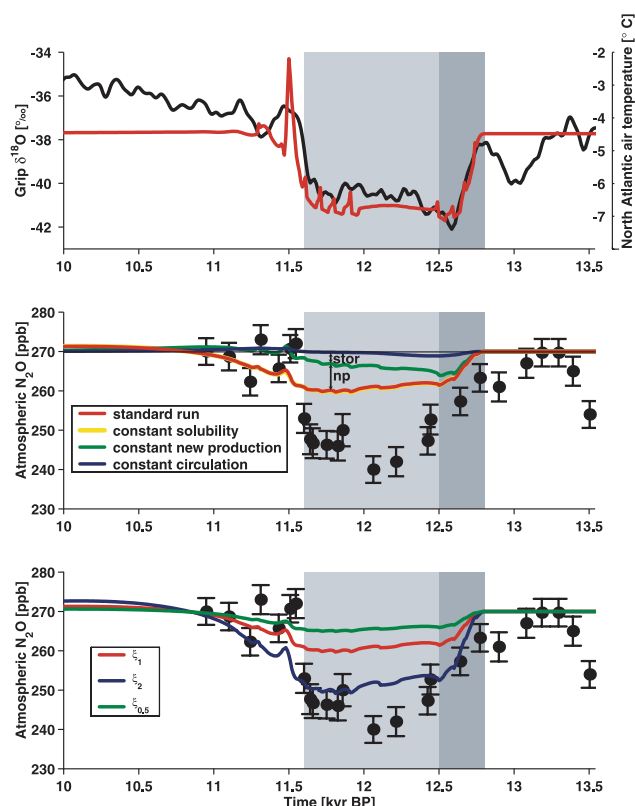 Grip δ18O [‰]
-34
-36
-38
-40
-42
-2
-3
-4
-5
-6
-7
North Atlantic air temperature [° C]
10 10.5 11 11.5 12 12.5 13 13.5
Atmospheric N2O [ppb]
280
270
260
250
240
230
stor
np
standard run
constant solubility
constant new production
constant circulation
10 10.5 11 11.5 12 12.5 13 13.5
Atmospheric N2O [ppb]
280
270
260
250
240
230
ξ1
ξ2
ξ0.5
10 10.5 11 11.5 12 12.5 13 13.5
Time [kyr BP]